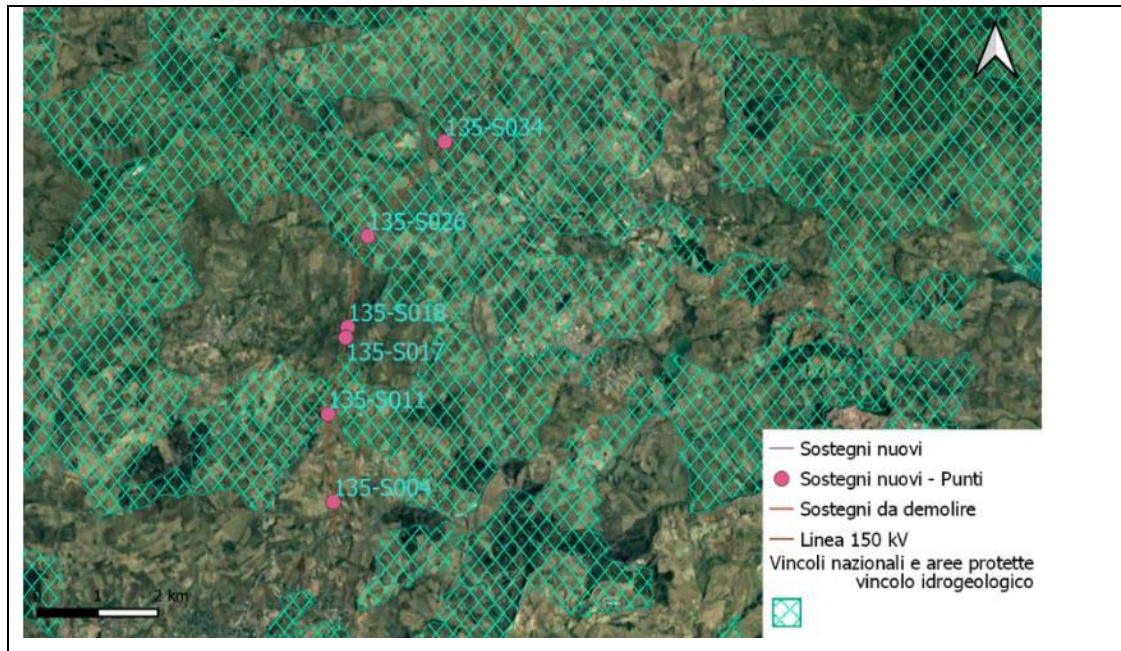 135-S034
135-S026
135-S018
135-S017
135-S011
135-S004
Sostegni nuovi
Sostegni nuovi - Punti
Sostegni da demolire
Linea 150 kV
Vincoli nazionali e aree protette
vincolo idrogeologico
0 1 2 km